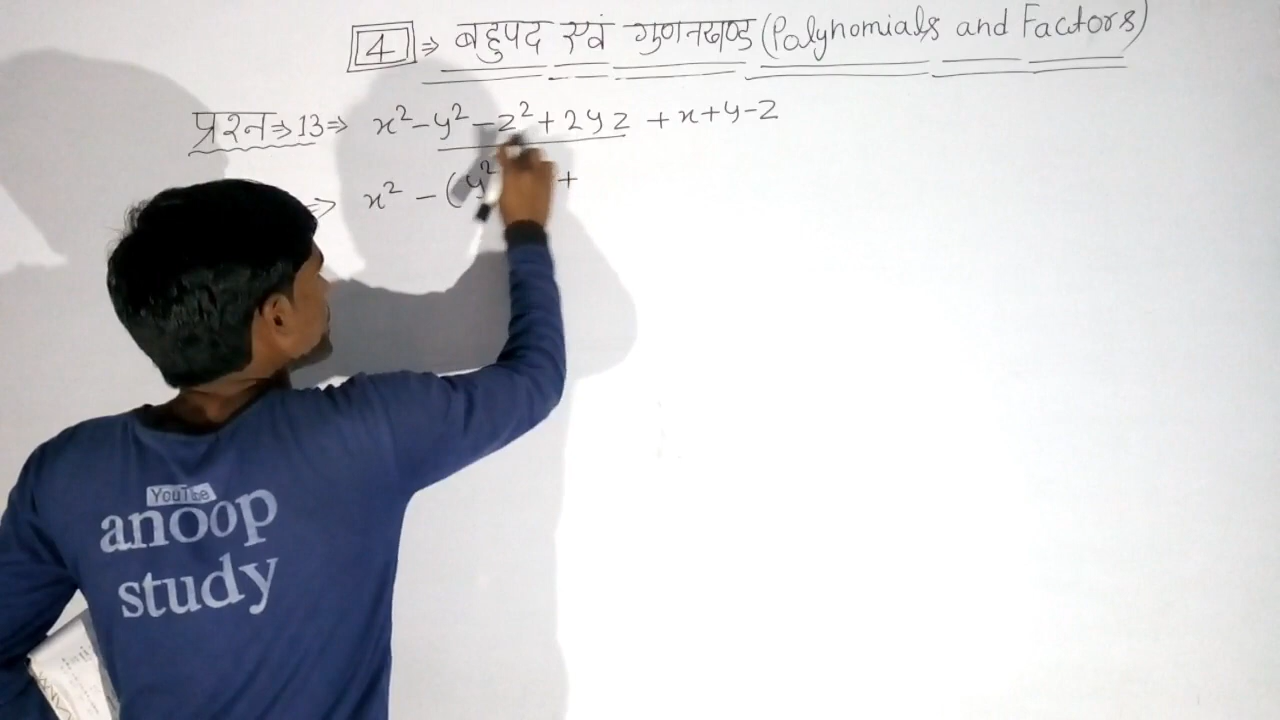 4 ⇒ बहुपद एवं गुणनखण्ड (Polynomials and Factors)
प्रश्न ⇒ 13 ⇒ x² - y² - z² + 2yz + x + y - z
⇒ x² - (y² +
YouTube
anoop
study